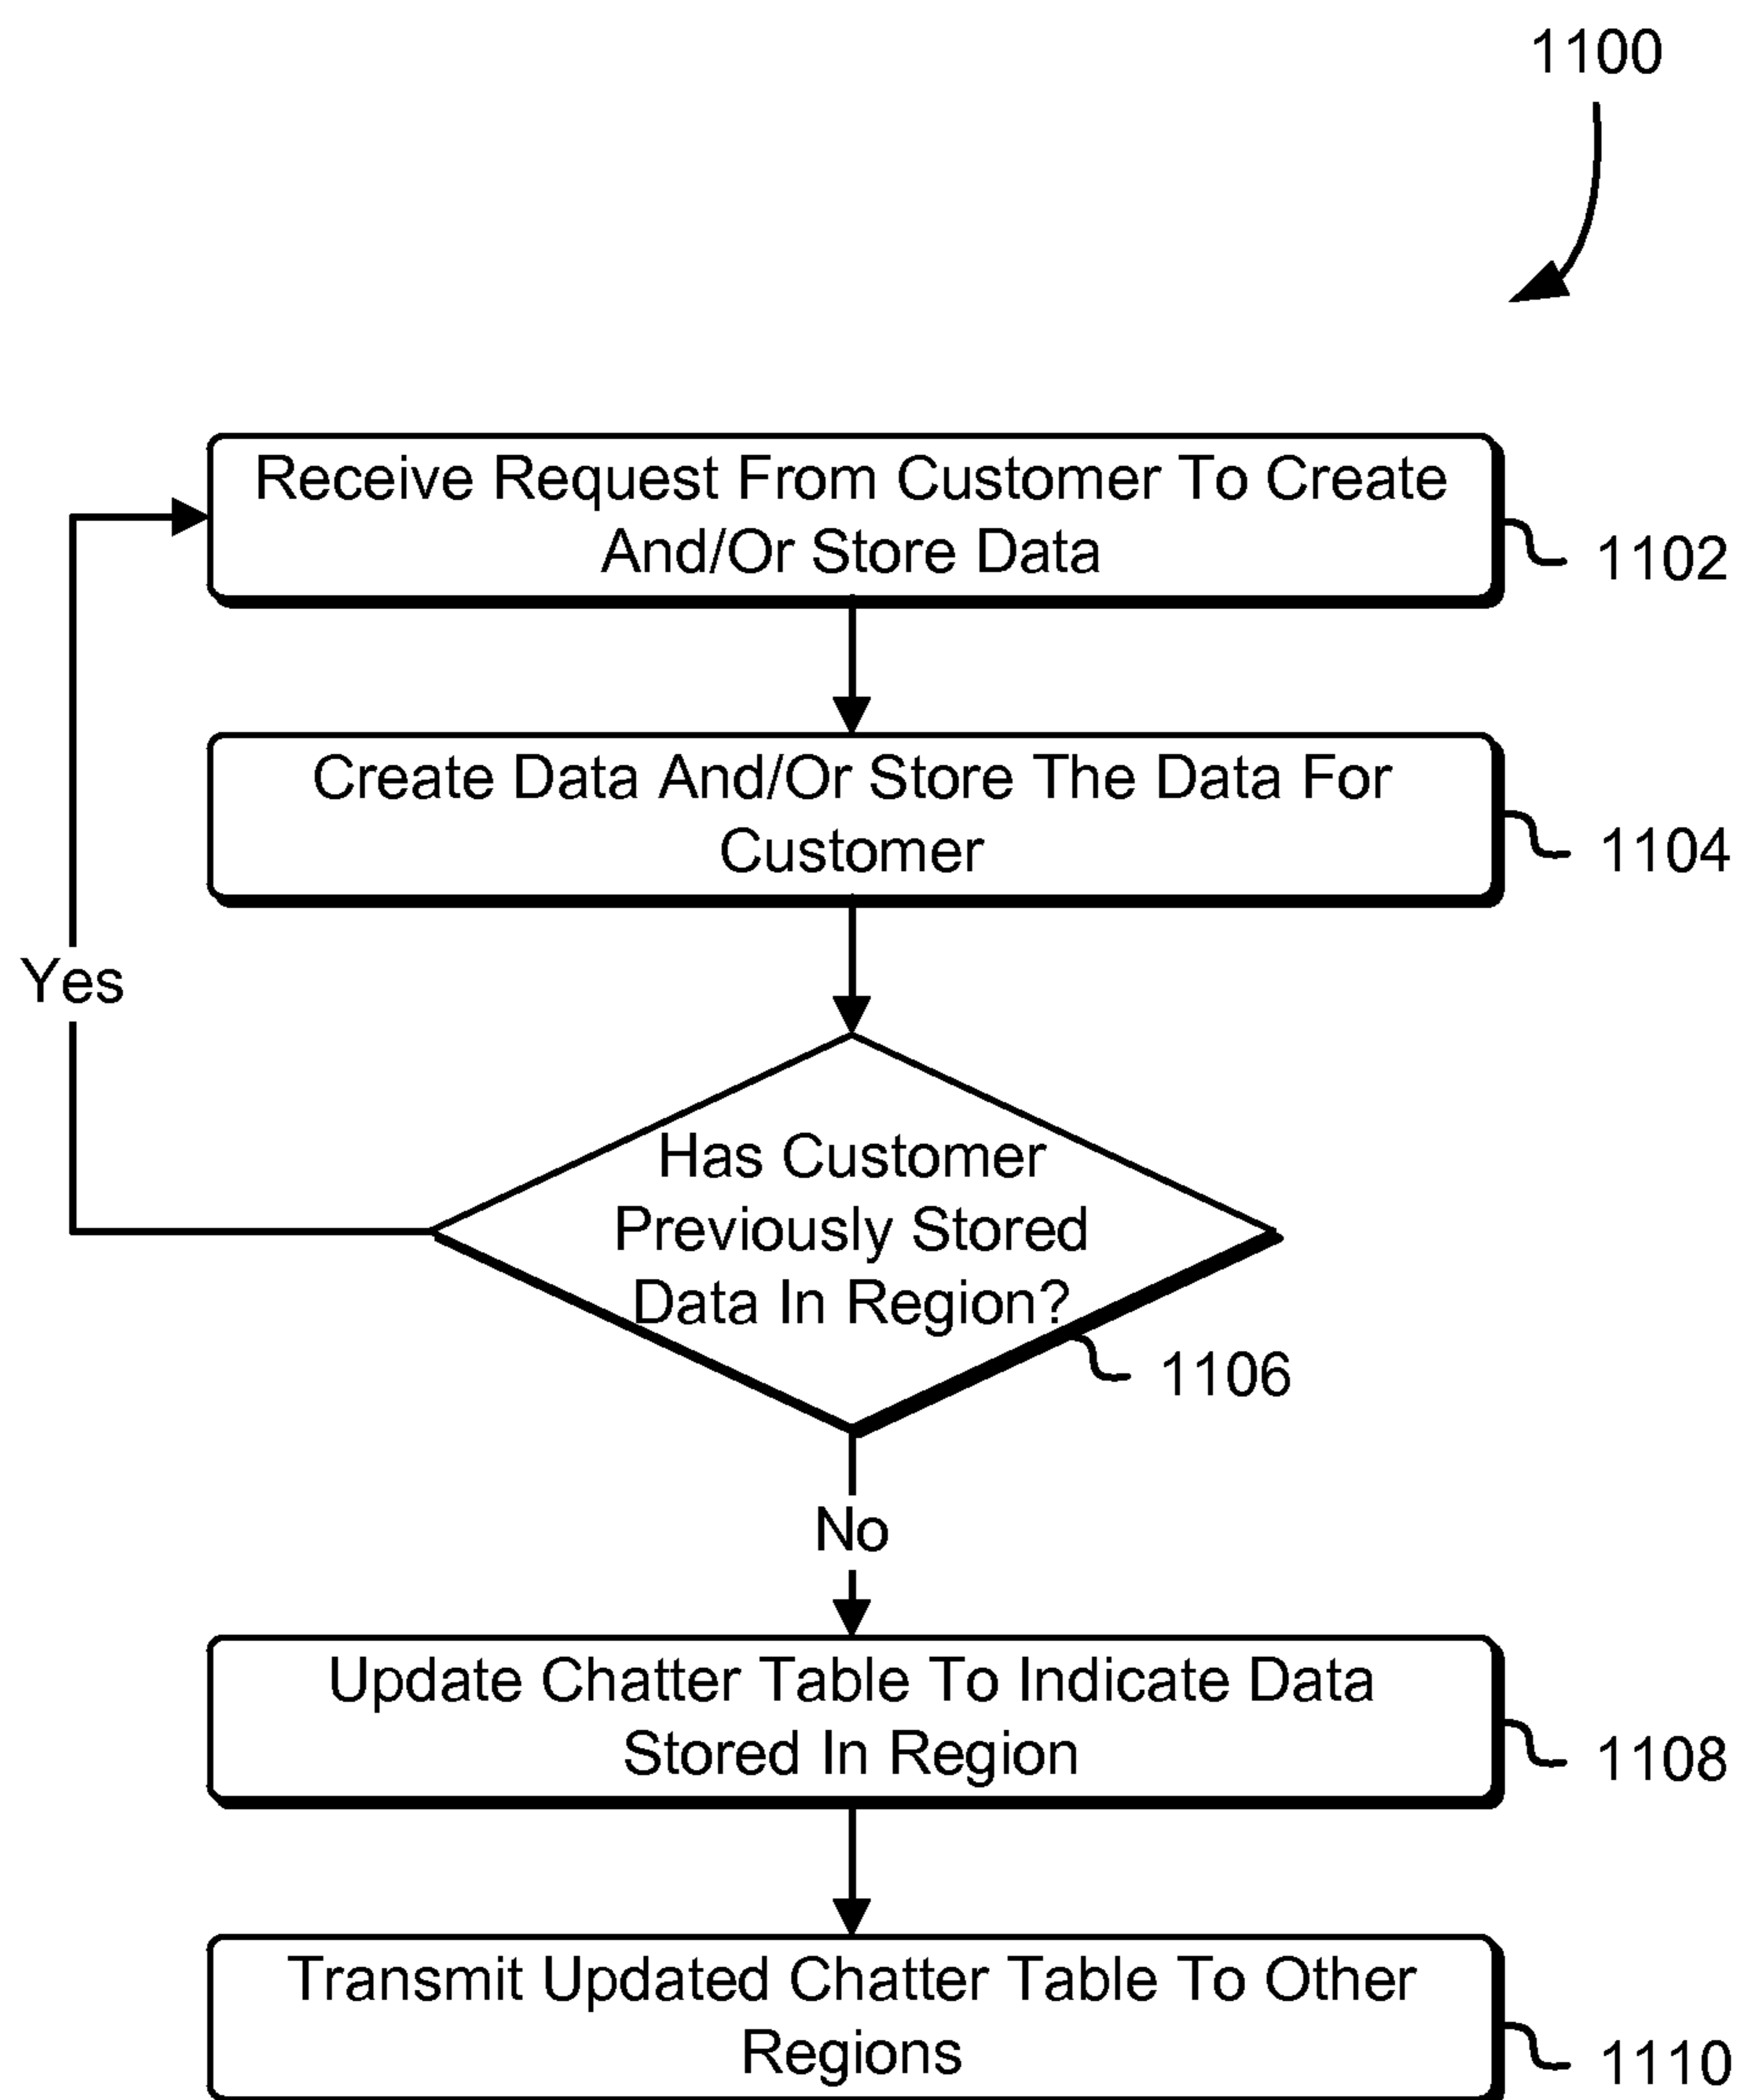 1100
Receive Request From Customer To Create
And/Or Store Data
1102
Create Data And/Or Store The Data For
Customer
1104
Yes
Has Customer
Previously Stored
Data In Region?
1106
No
Update Chatter Table To Indicate Data
Stored In Region
1108
Transmit Updated Chatter Table To Other
Regions
1110